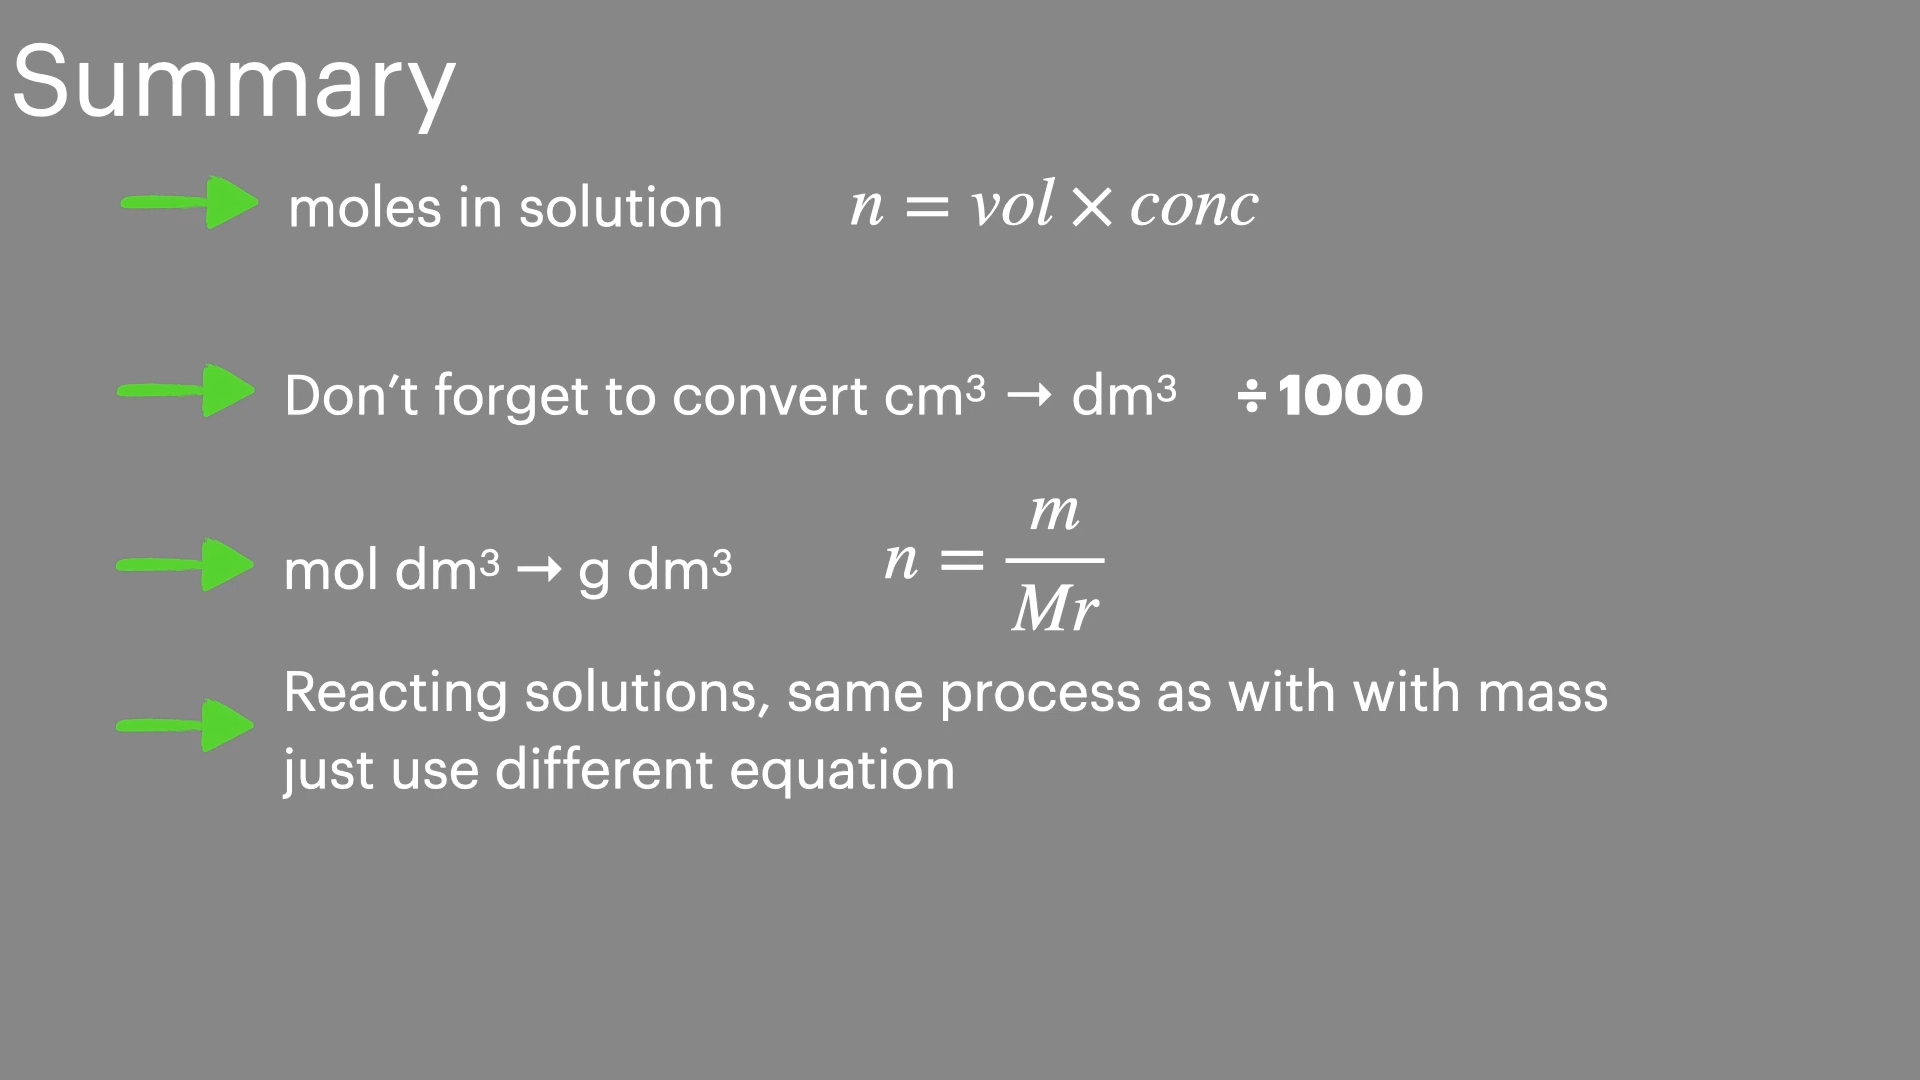 Summary
moles in solution n = vol × conc
Don’t forget to convert cm³ → dm³ ÷ 1000
mol dm³ → g dm³ n = m / Mr
Reacting solutions, same process as with with mass
just use different equation